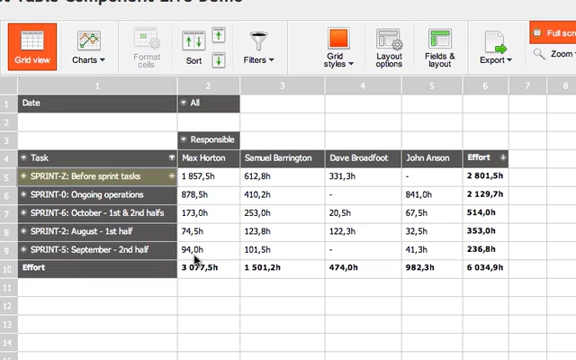 Table Component Live Demo
Grid view
Charts
Format cells
Sort
Filters
Grid styles
Layout options
Fields & layout
Export
Full scre
Zoom
1 2 3 4 5 6 7
1 Date All
2
3 Responsible
4 Task Max Horton Samuel Barrington Dave Broadfoot John Anson Effort
5 SPRINT-Z: Before sprint tasks 1 857,5h 612,8h 331,3h - 2 801,5h
6 SPRINT-0: Ongoing operations 878,5h 410,2h - 841,0h 2 129,7h
7 SPRINT-6: October - 1st & 2nd halfs 173,0h 253,0h 20,5h 67,5h 514,0h
8 SPRINT-2: August - 1st half 74,5h 123,8h 122,3h 32,5h 353,0h
9 SPRINT-5: September - 2nd half 94,0h 101,5h - 41,3h 236,8h
10 Effort 3 077,5h 1 501,2h 474,0h 982,3h 6 034,9h
11
12
13
14
15